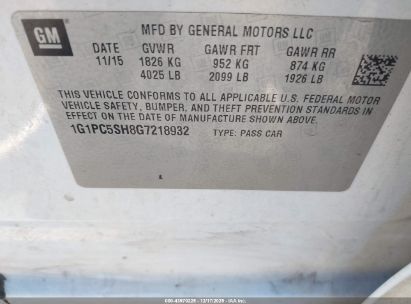 GM
MFD BY GENERAL MOTORS LLC
DATE GVWR GAWR FRT GAWR RR
11/15 1826 KG 952 KG 874 KG
4025 LB 2099 LB 1926 LB
THIS VEHICLE CONFORMS TO ALL APPLICABLE U.S. FEDERAL MOTOR
VEHICLE SAFETY, BUMPER, AND THEFT PREVENTION STANDARDS IN
EFFECT ON THE DATE OF MANUFACTURE SHOWN ABOVE.
1G1PC5SH8G7218932 TYPE: PASS CAR